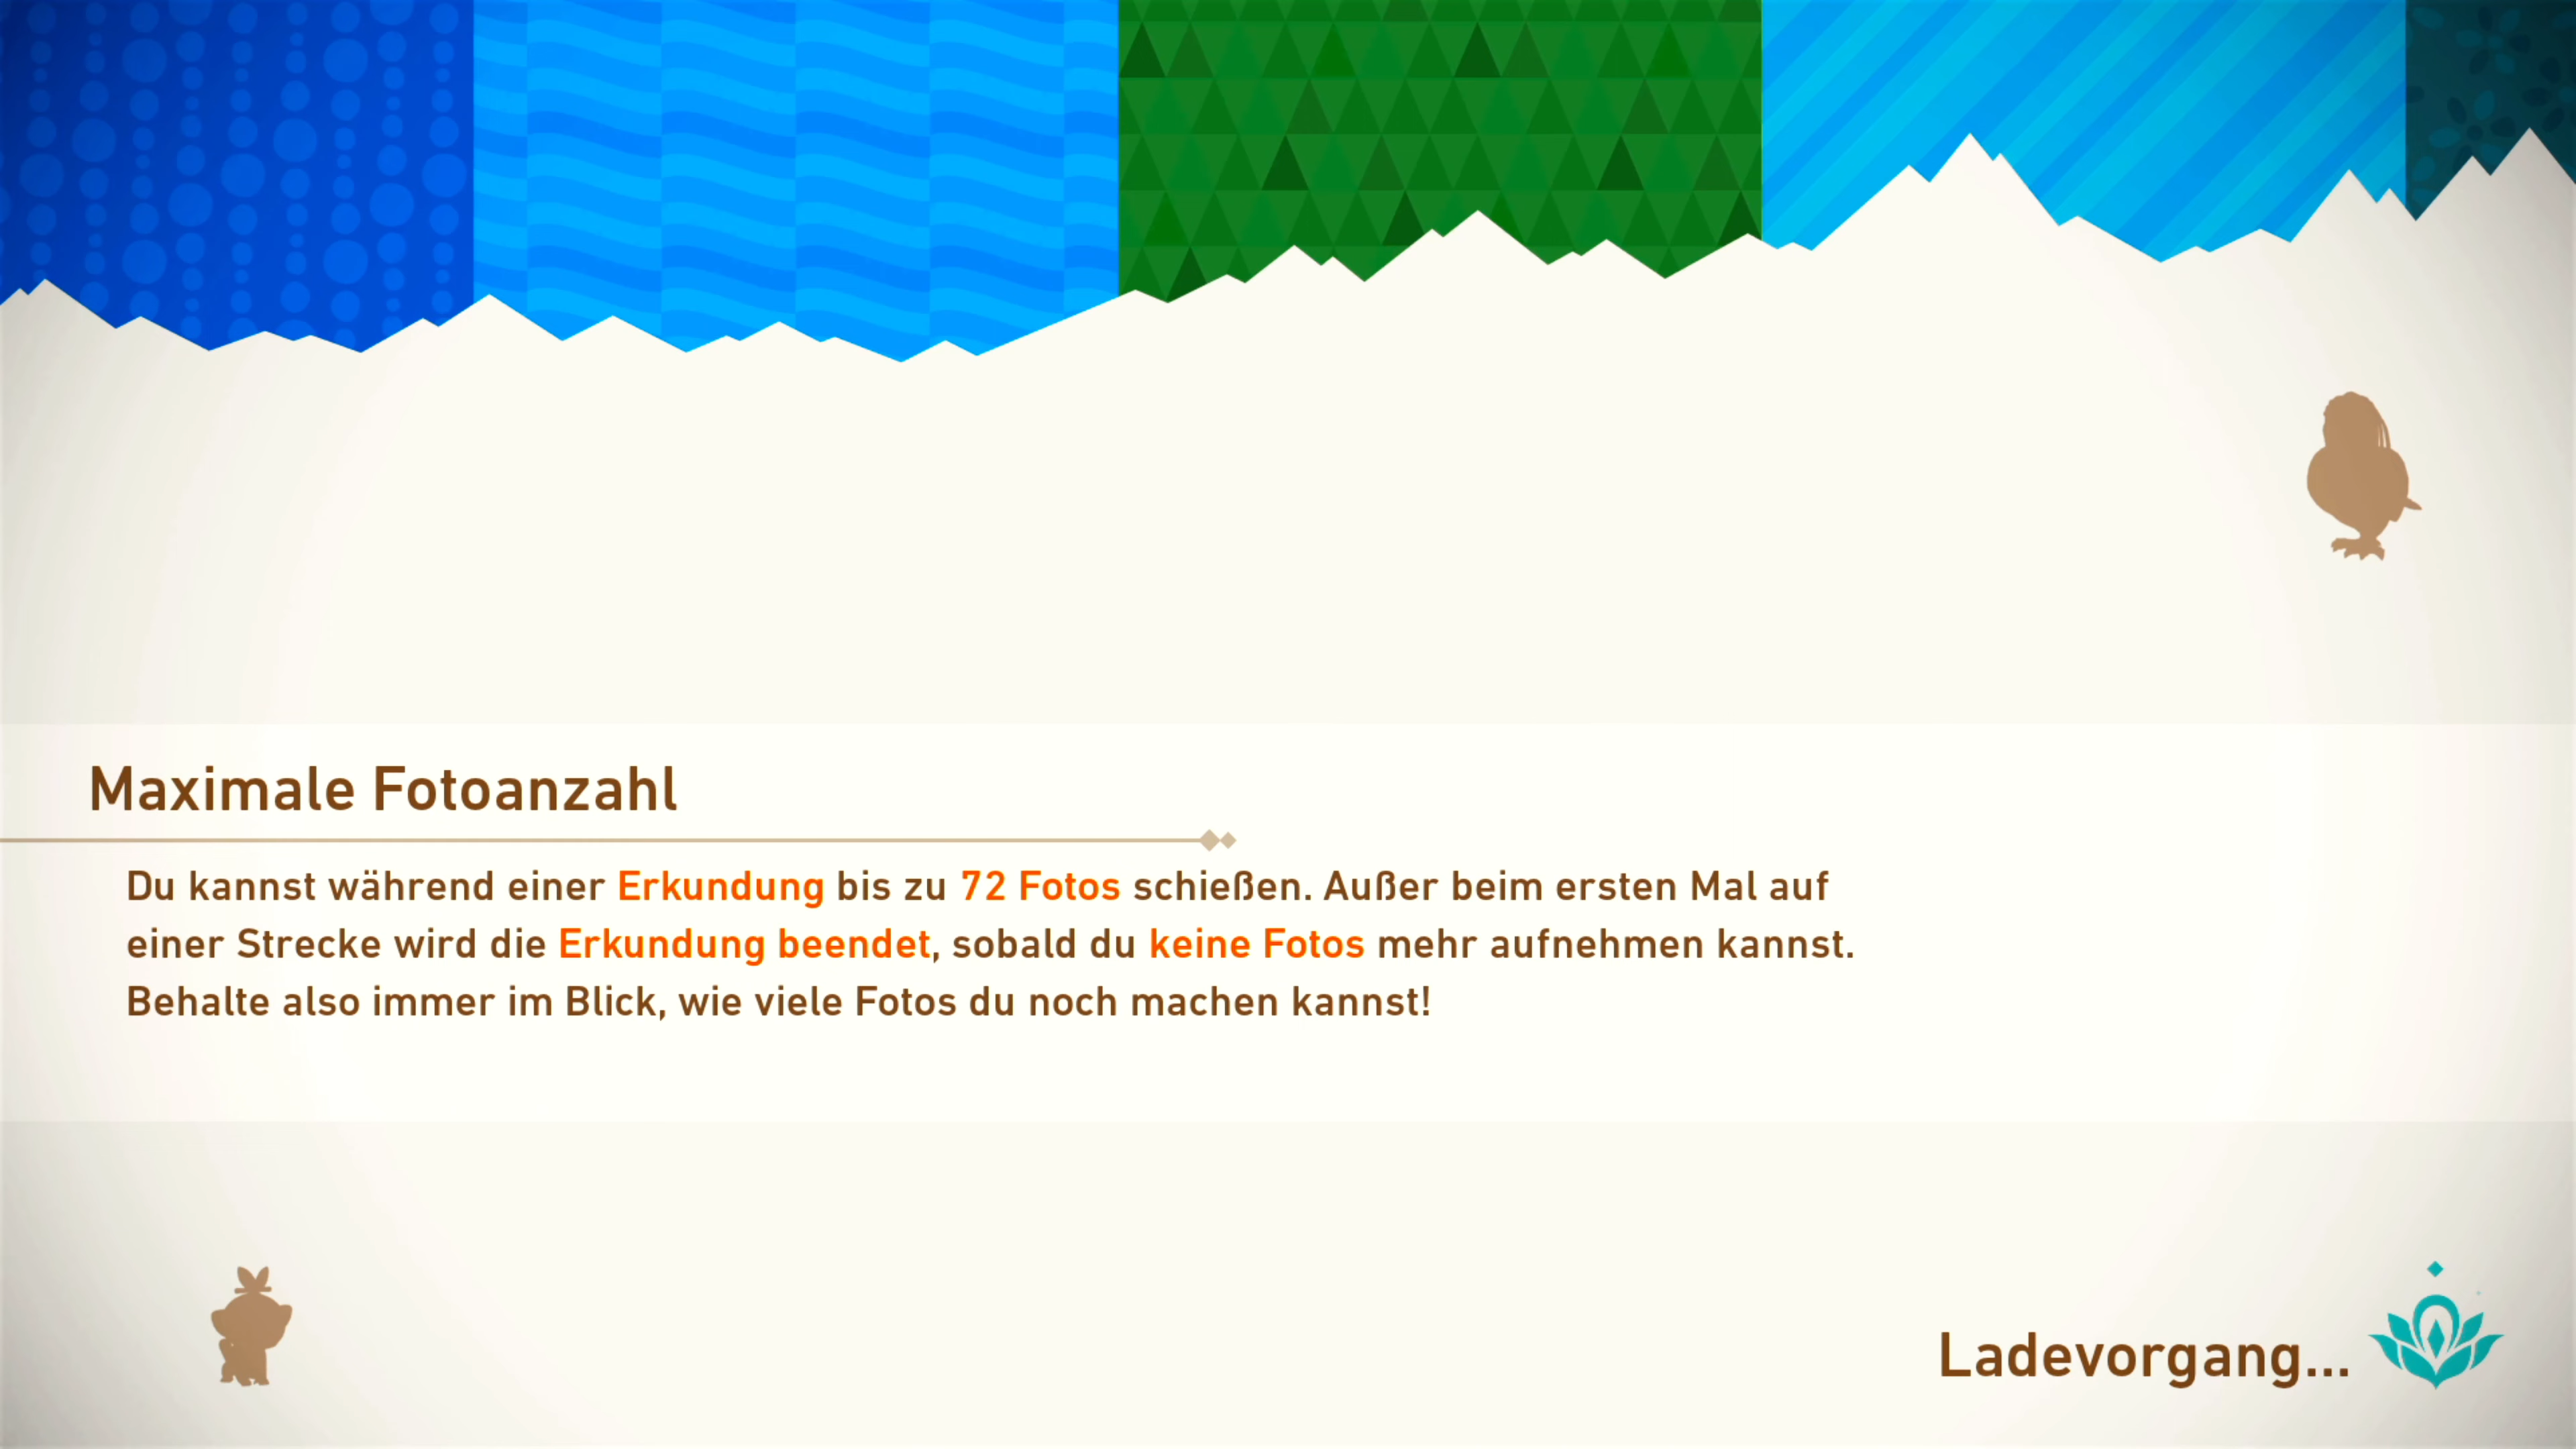 Maximale Fotoanzahl
Du kannst während einer Erkundung bis zu 72 Fotos schießen. Außer beim ersten Mal auf
einer Strecke wird die Erkundung beendet, sobald du keine Fotos mehr aufnehmen kannst.
Behalte also immer im Blick, wie viele Fotos du noch machen kannst!
Ladevorgang...